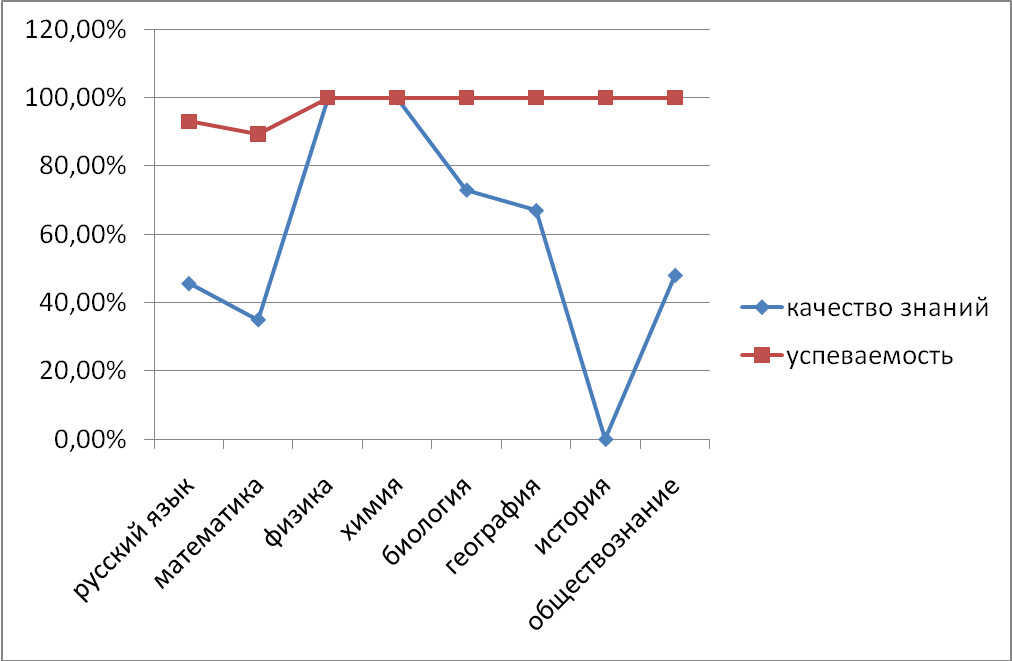 120,00%
100,00%
80,00%
60,00%
40,00%
20,00%
0,00%
русский язык
математика
физика
химия
биология
география
история
обществознание
качество знаний
успеваемость